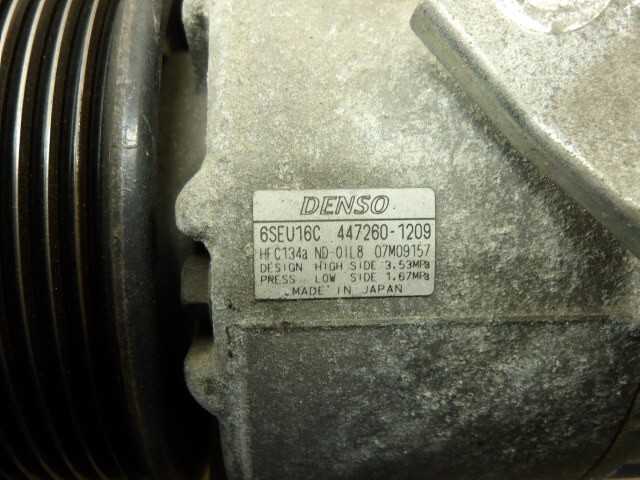 DENSO
6SEU16C 447260-1209
HFC134a ND-OIL8 07M09157
DESIGN HIGH SIDE 3.53MPa
PRESS LOW SIDE 1.67MPa
MADE IN JAPAN